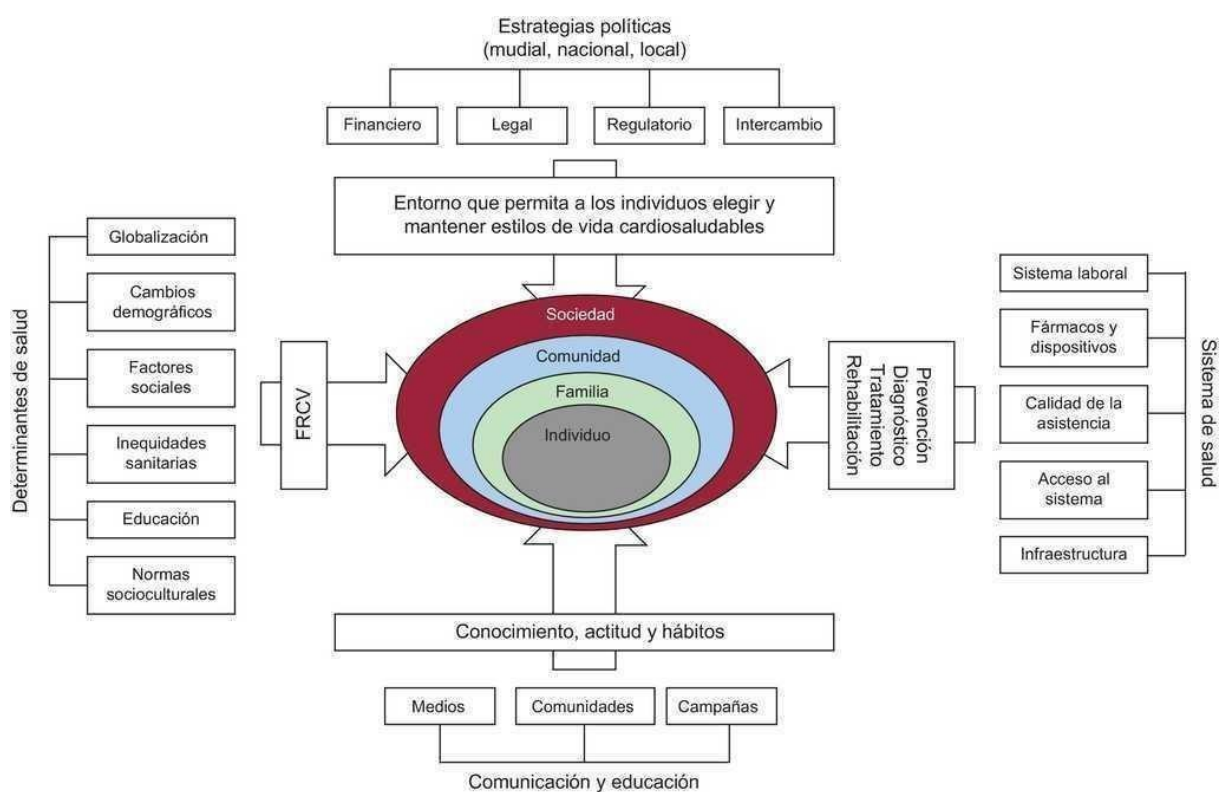 Estrategias políticas
(mudial, nacional, local)
Financiero
Legal
Regulatorio
Intercambio
Entorno que permita a los individuos elegir y
mantener estilos de vida cardiosaludables
Determinantes de salud
Globalización
Cambios
demográficos
Factores
sociales
Inequidades
sanitarias
Educación
Normas
socioculturales
FRCV
Sociedad
Comunidad
Familia
Individuo
Prevención
Diagnóstico
Tratamiento
Rehabilitación
Sistema laboral
Fármacos y
dispositivos
Calidad de la
asistencia
Acceso al
sistema
Infraestructura
Sistema de salud
Conocimiento, actitud y hábitos
Medios
Comunidades
Campañas
Comunicación y educación